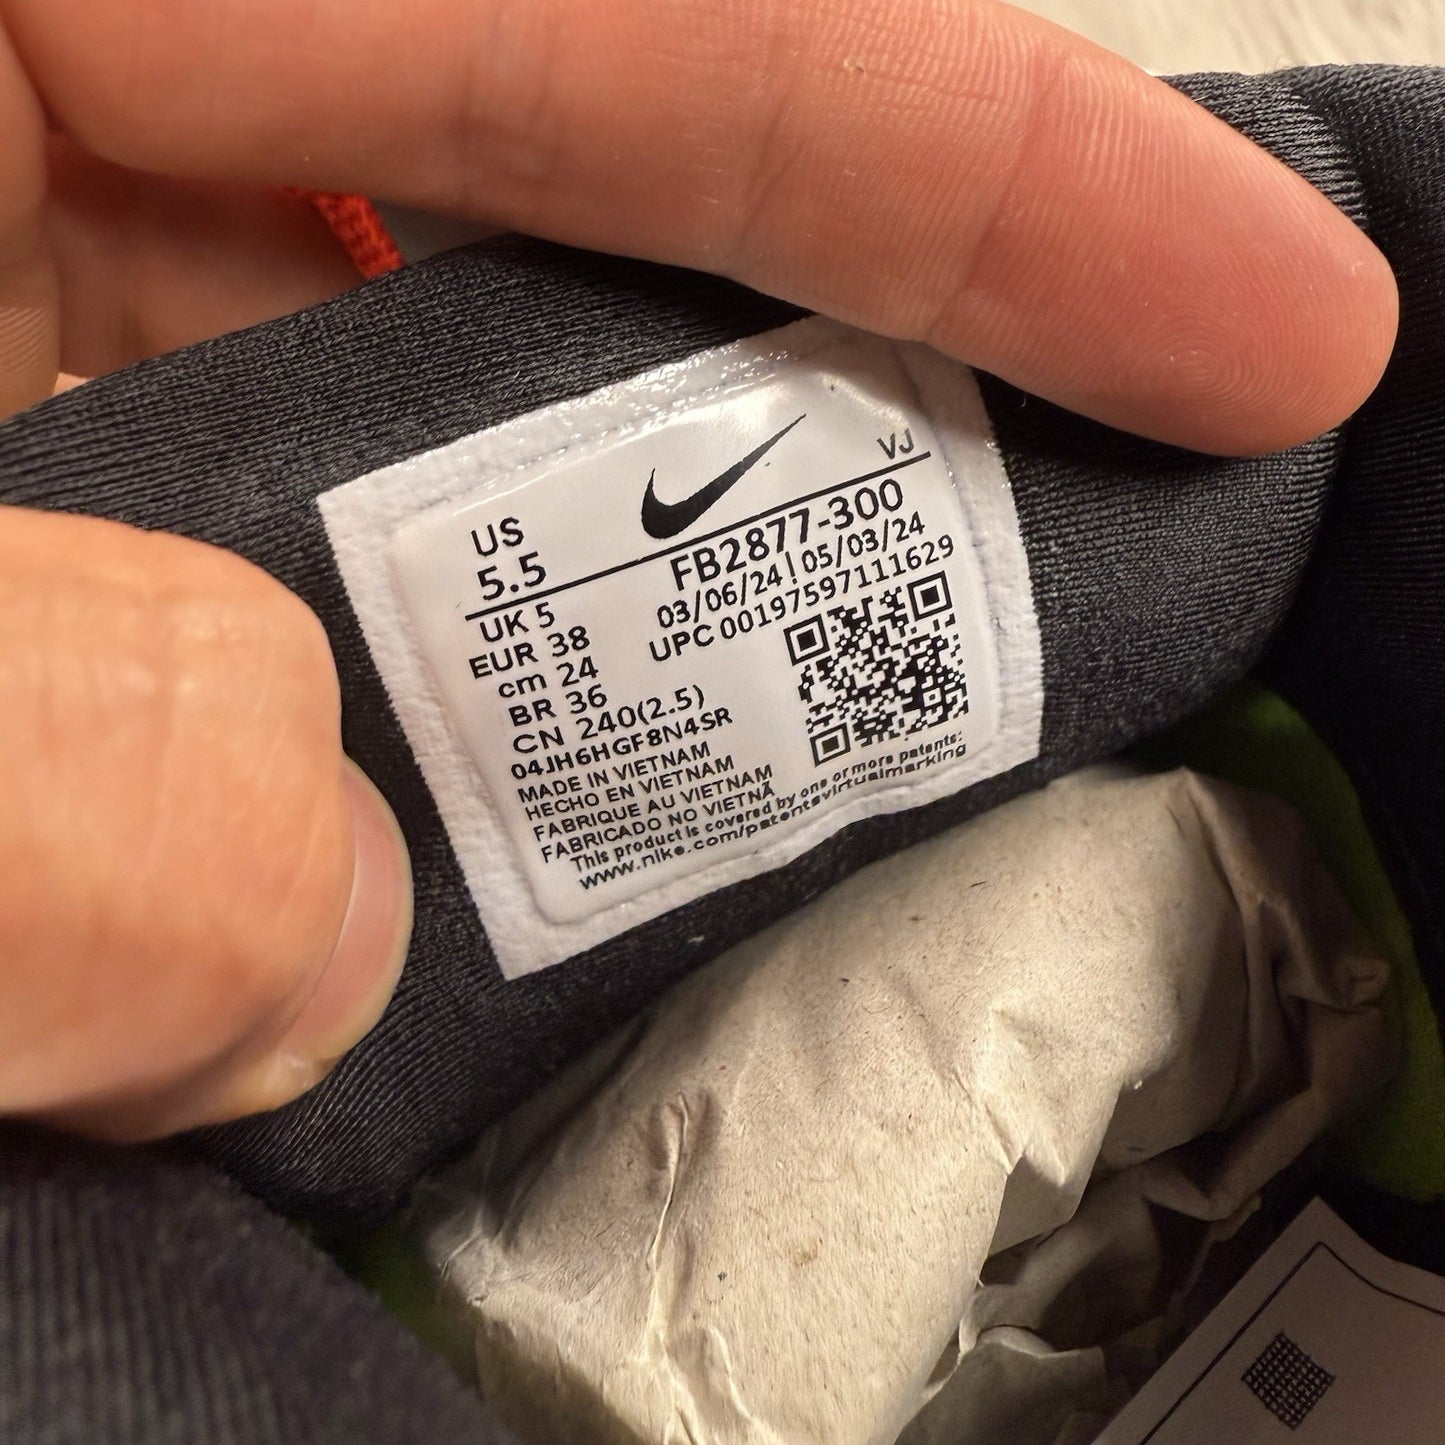 VJ
US
5.5
FB2877-300
03/06/24 | 05/03/24
UPC 00197597111629
UK 5
EUR 38
cm 24
BR 36
CN 240(2.5)
04JH6HGF8N4SR
MADE IN VIETNAM
HECHO EN VIETNAM
FABRIQUE AU VIETNAM
FABRICADO NO VIETNÃ
This product is covered by one or more patents:
www.nike.com/patentsvirtualmarking